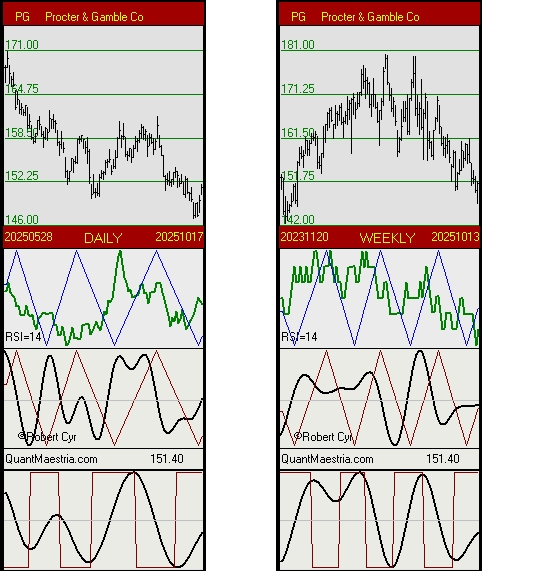 PG Procter & Gamble Co
171.00
164.75
158.50
152.25
146.00
20250528 DAILY 20251017
RSI=14
©Robert Cyr
QuantMaestria.com 151.40
PG Procter & Gamble Co
181.00
171.25
161.50
151.75
142.00
20231120 WEEKLY 20251013
RSI=14
©Robert Cyr
QuantMaestria.com 151.40